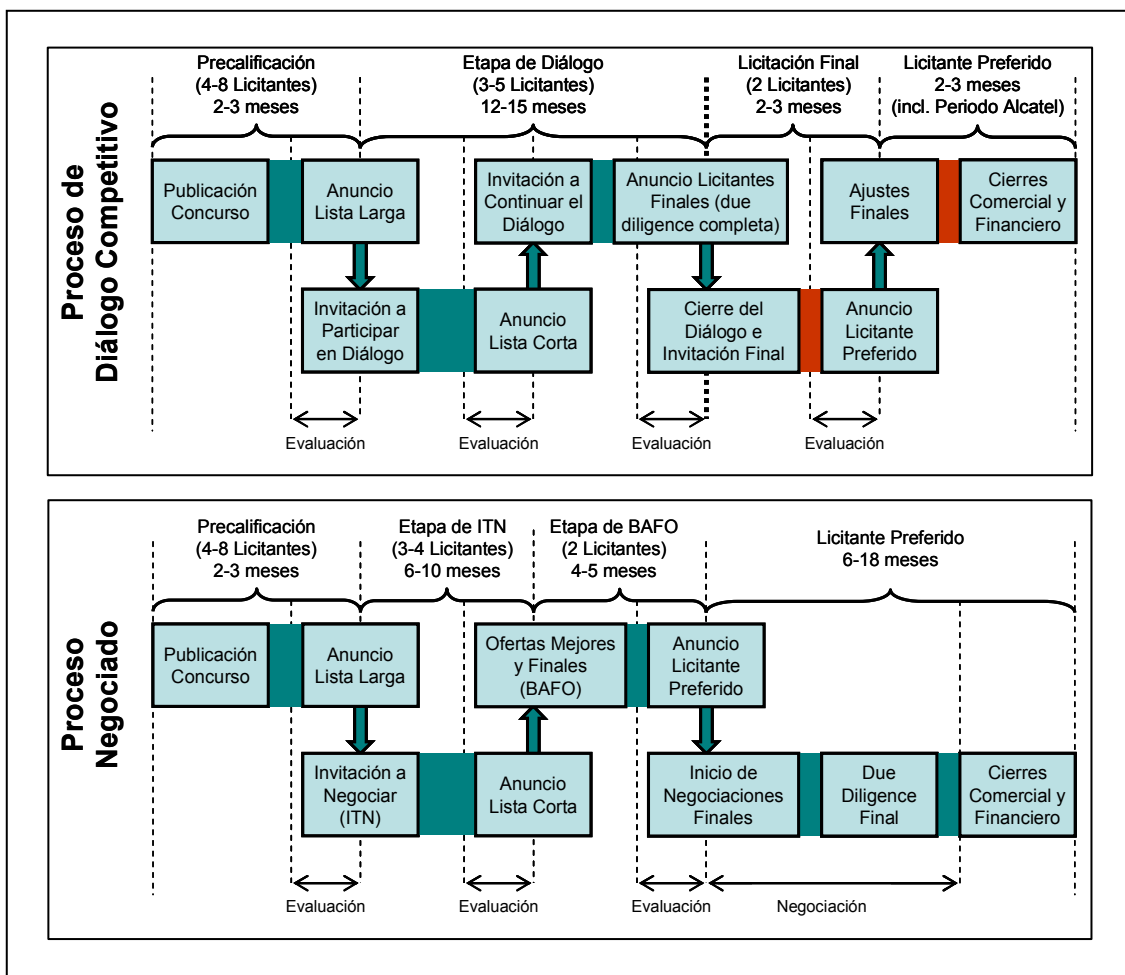 Proceso de
Diálogo Competitivo
Precalificación
(4-8 Licitantes)
2-3 meses
Etapa de Diálogo
(3-5 Licitantes)
12-15 meses
Licitación Final
(2 Licitantes)
2-3 meses
Licitante Preferido
2-3 meses
(incl. Periodo Alcatel)
Publicación
Concurso
Anuncio
Lista Larga
Invitación a
Continuar el
Diálogo
Anuncio Licitantes
Finales (due
diligence completa)
Ajustes
Finales
Cierres
Comercial y
Financiero
Invitación a
Participar
en Diálogo
Anuncio
Lista Corta
Cierre del
Diálogo e
Invitación Final
Anuncio
Licitante
Preferido
Evaluación
Evaluación
Evaluación
Evaluación
Proceso
Negociado
Precalificación
(4-8 Licitantes)
2-3 meses
Etapa de ITN
(3-4 Licitantes)
6-10 meses
Etapa de BAFO
(2 Licitantes)
4-5 meses
Licitante Preferido
6-18 meses
Publicación
Concurso
Anuncio
Lista Larga
Ofertas Mejores
y Finales
(BAFO)
Anuncio
Licitante
Preferido
Invitación a
Negociar
(ITN)
Anuncio
Lista Corta
Inicio de
Negociaciones
Finales
Due
Diligence
Final
Cierres
Comercial y
Financiero
Evaluación
Evaluación
Evaluación
Negociación